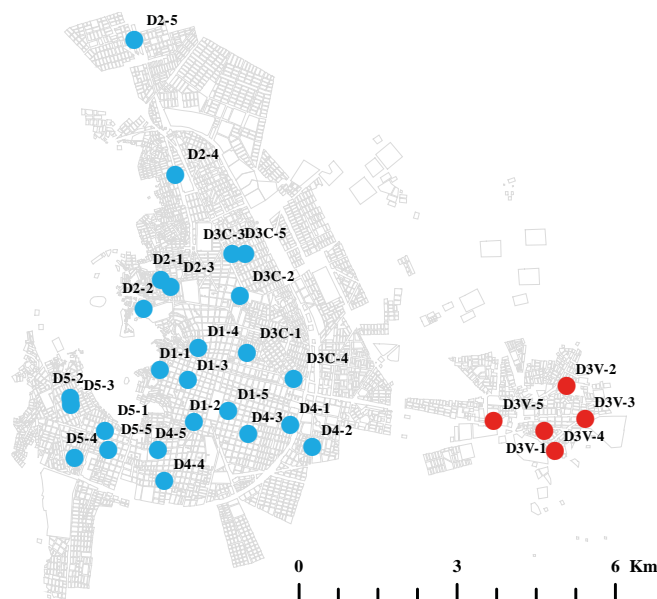 D2-5
D2-4
D3C-3 D3C-5
D2-1
D2-3
D3C-2
D2-2
D1-4
D3C-1
D1-1
D1-3
D3C-4
D3V-2
D5-2
D5-3
D1-5
D3V-5
D3V-3
D1-2
D5-1
D4-3
D4-1
D5-4
D5-5
D4-5
D4-2
D3V-4
D3V-1
D4-4
0 3 6 Km